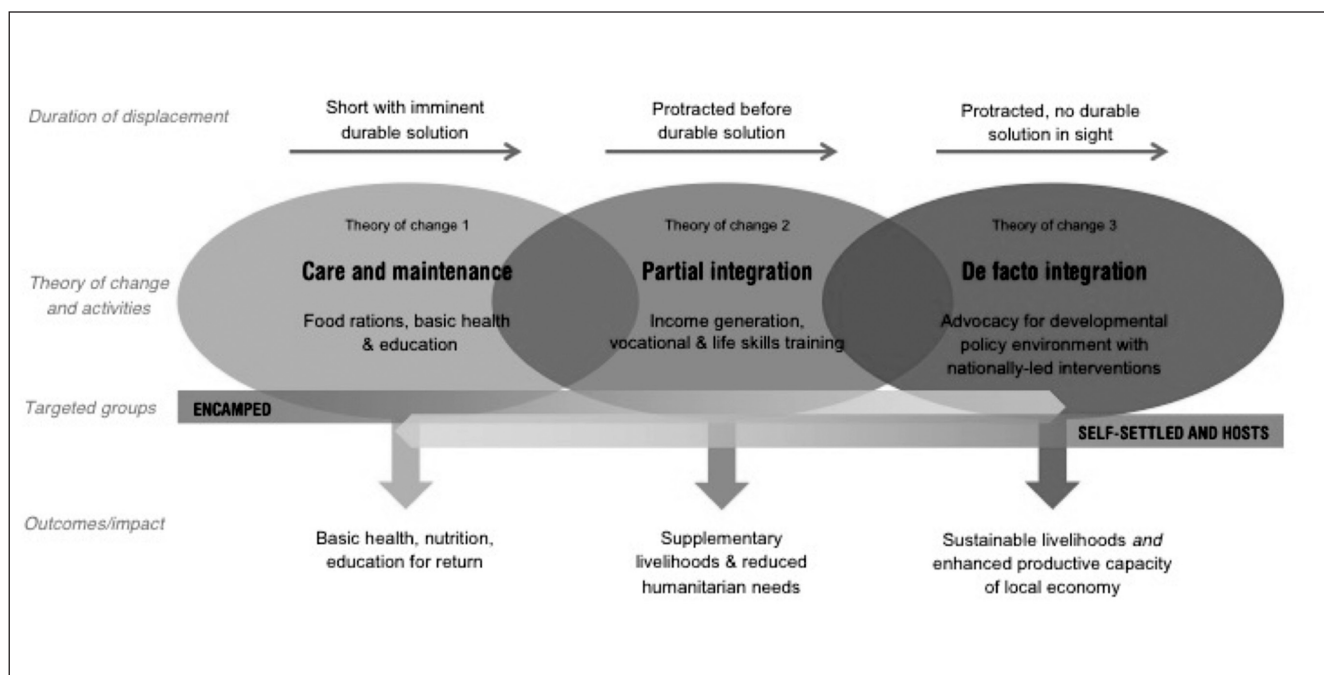 Duration of displacement
Short with imminent
durable solution
Protracted before
durable solution
Protracted, no durable
solution in sight
Theory of change
and activities
Theory of change 1
Care and maintenance
Food rations, basic health
& education
Theory of change 2
Partial integration
Income generation,
vocational & life skills training
Theory of change 3
De facto integration
Advocacy for developmental
policy environment with
nationally-led interventions
Targeted groups
ENCAMPED
SELF-SETTLED AND HOSTS
Outcomes/impact
Basic health, nutrition,
education for return
Supplementary
livelihoods & reduced
humanitarian needs
Sustainable livelihoods and
enhanced productive capacity
of local economy